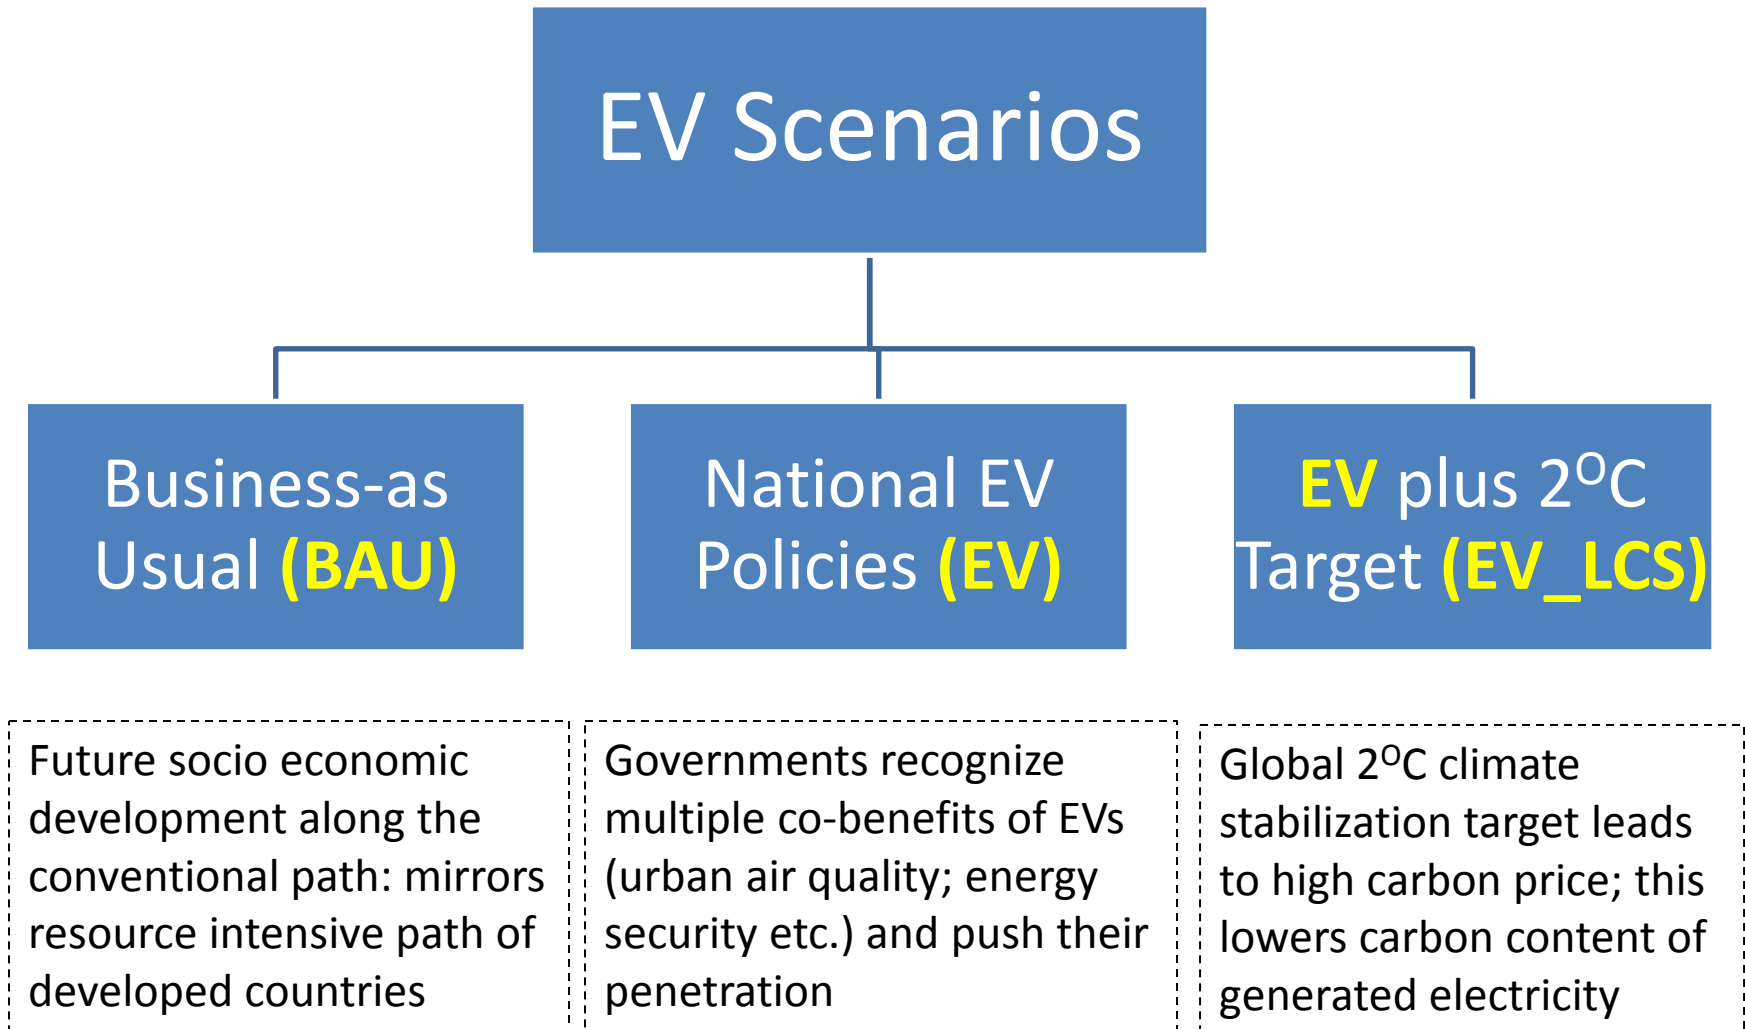 EV Scenarios
Business-as
Usual (BAU)
National EV
Policies (EV)
EV plus 2ᴼC
Target (EV_LCS)
Future socio economic
development along the
conventional path: mirrors
resource intensive path of
developed countries
Governments recognize
multiple co-benefits of EVs
(urban air quality; energy
security etc.) and push their
penetration
Global 2ᴼC climate
stabilization target leads
to high carbon price; this
lowers carbon content of
generated electricity